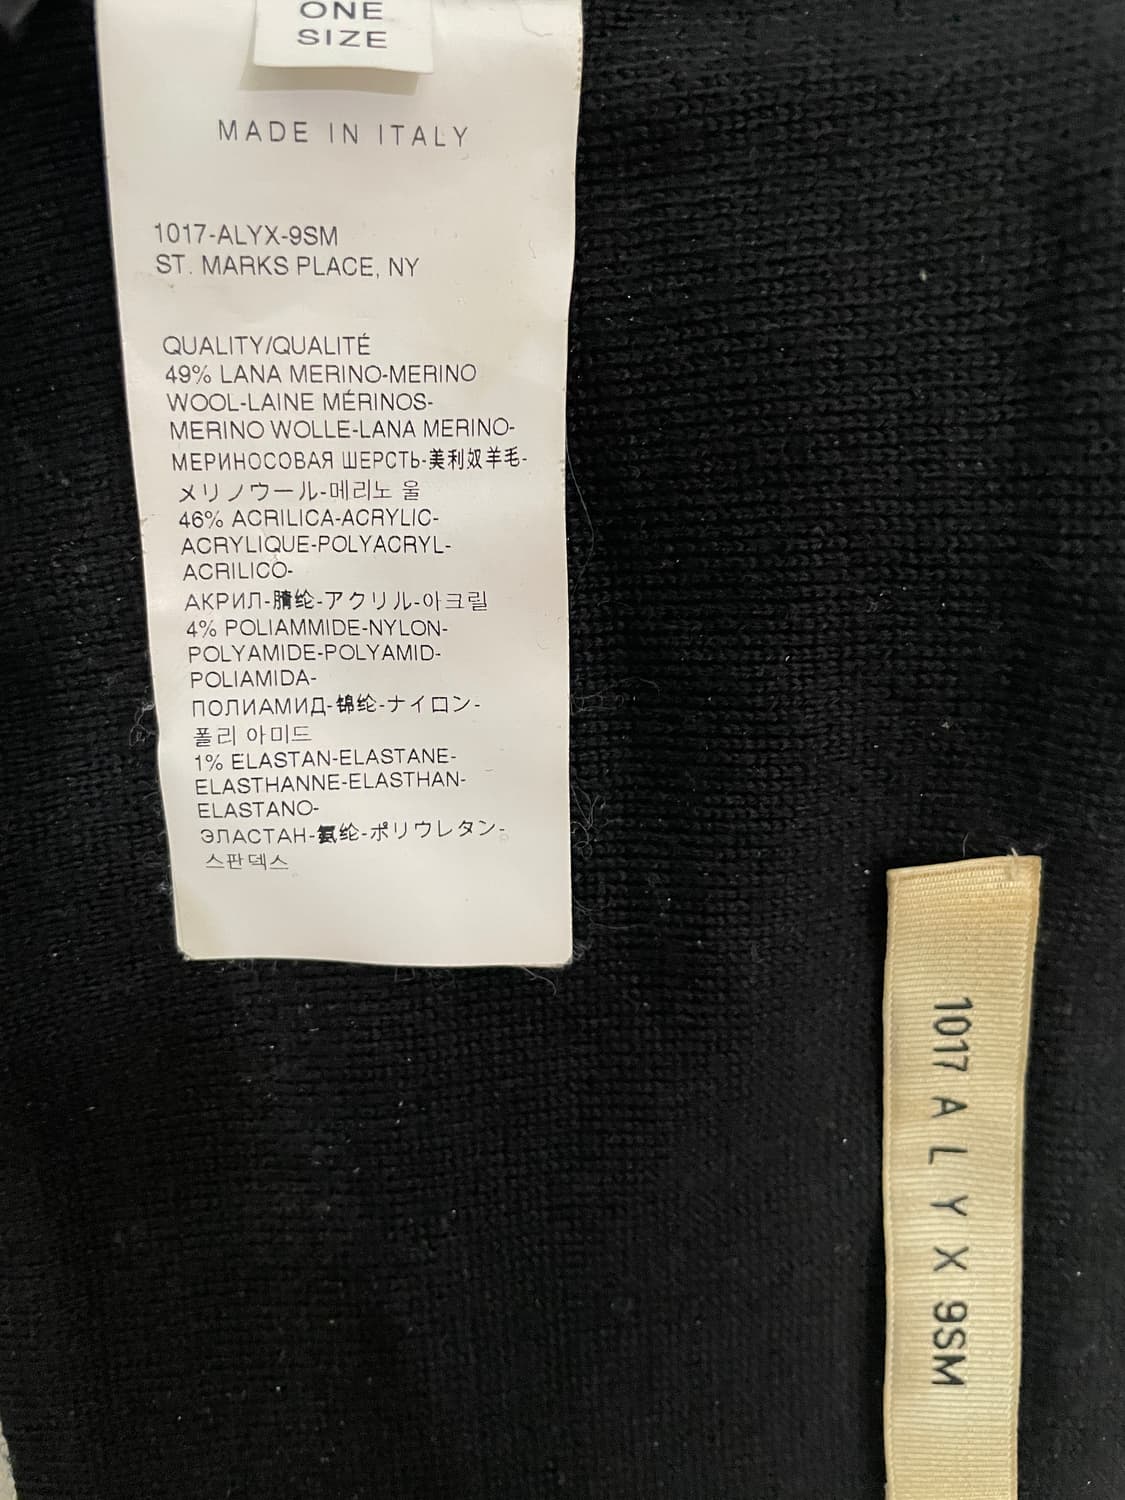 ONE
SIZE
MADE IN ITALY
1017-ALYX-9SM
ST. MARKS PLACE, NY
QUALITY/QUALITÉ
49% LANA MERINO-MERINO
WOOL-LAINE MÉRINOS-
MERINO WOLLE-LANA MERINO-
МЕРИНОСОВАЯ ШЕРСТЬ-美利奴羊毛-
メリノウール-메리노 울
46% ACRILICA-ACRYLIC-
ACRYLIQUE-POLYACRYL-
ACRILICO-
АКРИЛ-腈纶-アクリル-아크릴
4% POLIAMMIDE-NYLON-
POLYAMIDE-POLYAMID-
POLIAMIDA-
ПОЛИАМИД-锦纶-ナイロン-
폴리 아미드
1% ELASTAN-ELASTANE-
ELASTHANNE-ELASTHAN-
ELASTANO-
ЭЛАСТАН-氨纶-ポリウレタン-
스판덱스
1017 ALYX 9SM